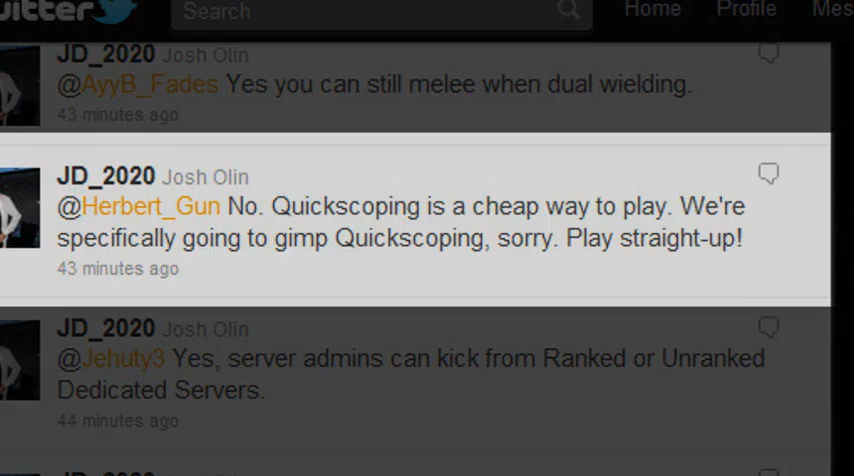 Search
Home Profile
JD_2020 Josh Olin
@AyyB_Fades Yes you can still melee when dual wielding.
43 minutes ago
JD_2020 Josh Olin
@Herbert_Gun No. Quickscoping is a cheap way to play. We're
specifically going to gimp Quickscoping, sorry. Play straight-up!
43 minutes ago
JD_2020 Josh Olin
@Jehuty3 Yes, server admins can kick from Ranked or Unranked
Dedicated Servers.
44 minutes ago